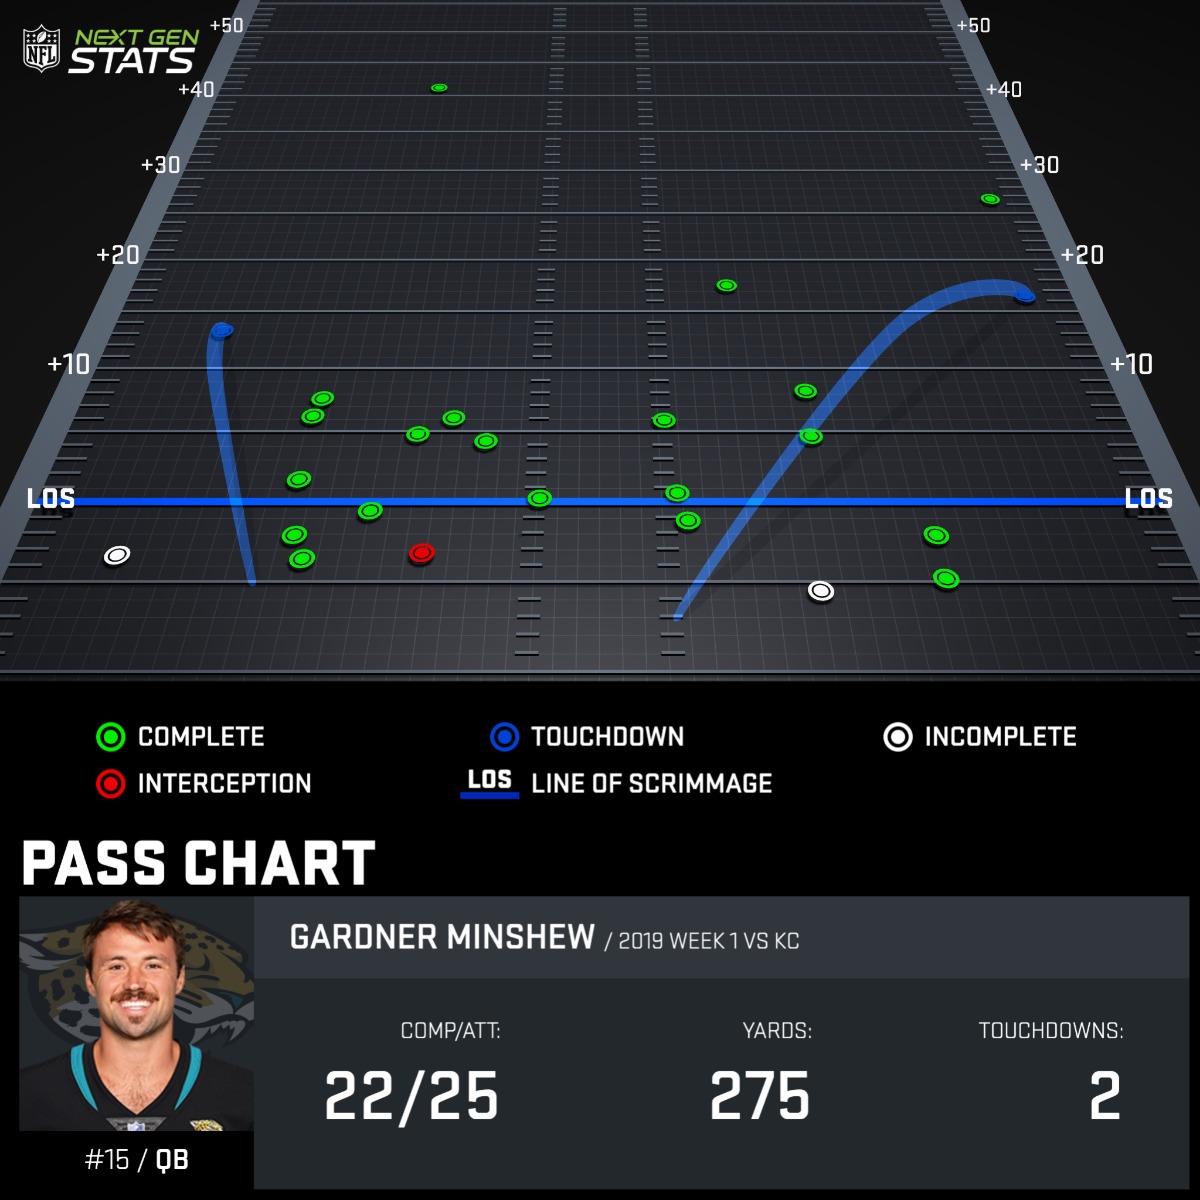 NFL
NEXT GEN
STATS
+50 +50
+40 +40
+30 +30
+20 +20
+10 +10
LOS LOS
COMPLETE TOUCHDOWN INCOMPLETE
INTERCEPTION LOS LINE OF SCRIMMAGE
PASS CHART
GARDNER MINSHEW / 2019 WEEK 1 VS KC
COMP/ATT: YARDS: TOUCHDOWNS:
22/25 275 2
#15 / QB